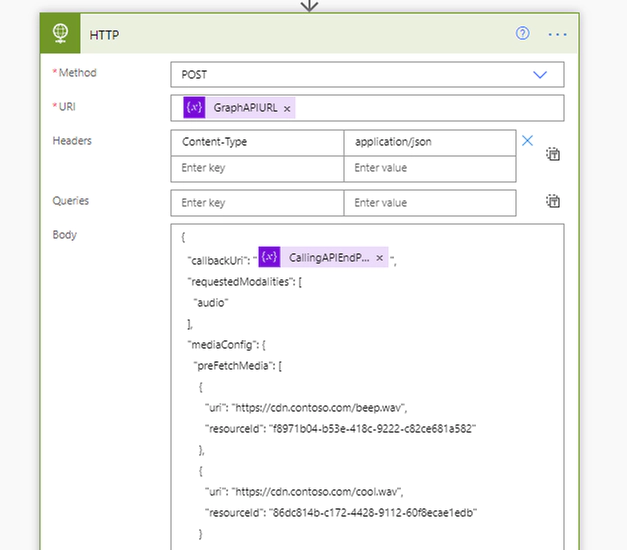 HTTP
* Method POST
* URI {x} GraphAPIURL ×
Headers Content-Type application/json
Enter key Enter value
Queries Enter key Enter value
Body {
"callbackUri": " {x} CallingAPIEndP... × ",
"requestedModalities": [
"audio"
],
"mediaConfig": {
"preFetchMedia": [
{
"uri": "https://cdn.contoso.com/beep.wav",
"resourceId": "f8971b04-b53e-418c-9222-c82ce681a582"
},
{
"uri": "https://cdn.contoso.com/cool.wav",
"resourceId": "86dc814b-c172-4428-9112-60f8ecae1edb"
}